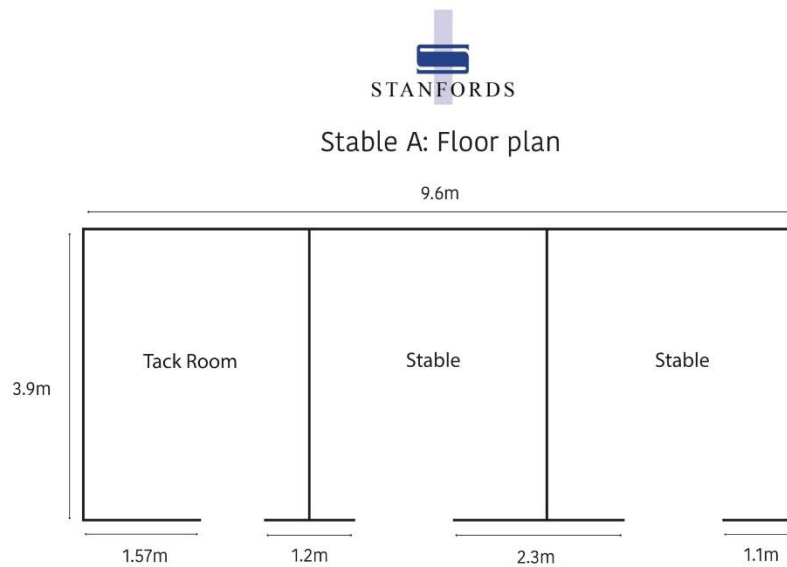 STANFORDS
Stable A: Floor plan
9.6m
3.9m
Tack Room
Stable
Stable
1.57m
1.2m
2.3m
1.1m